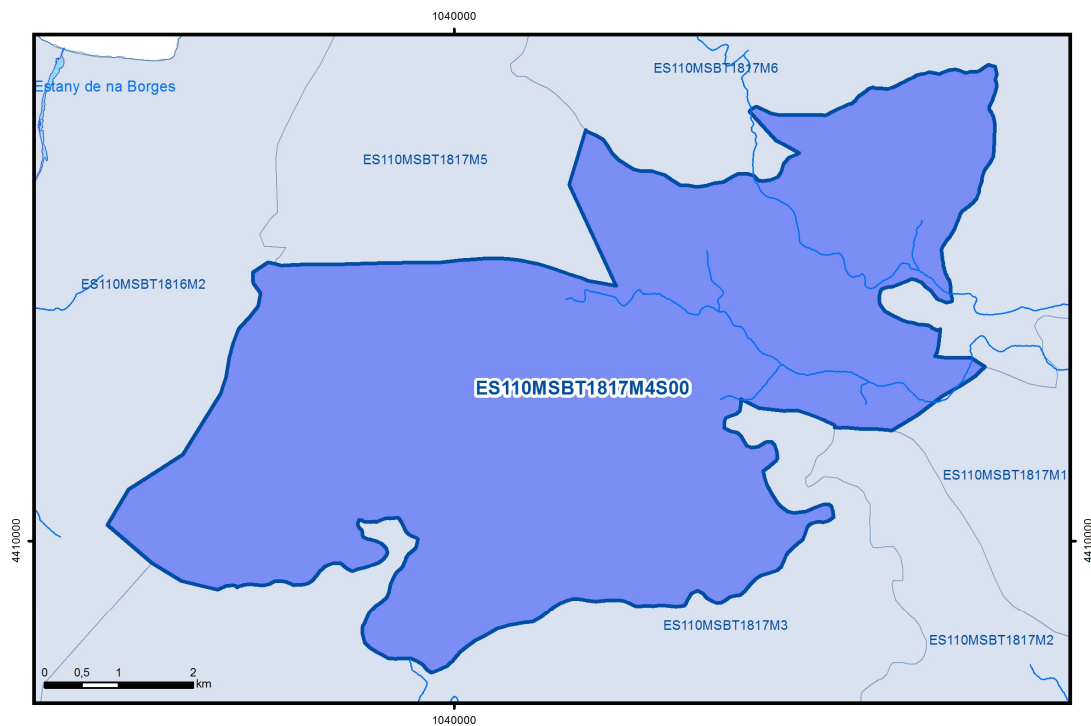 1040000
ES110MSBT1817M6
Estany de na Borges
ES110MSBT1817M5
ES110MSBT1816M2
ES110MSBT1817M4S00
ES110MSBT1817M1
4410000
4410000
ES110MSBT1817M3
ES110MSBT1817M2
0 0,5 1 2
km
1040000